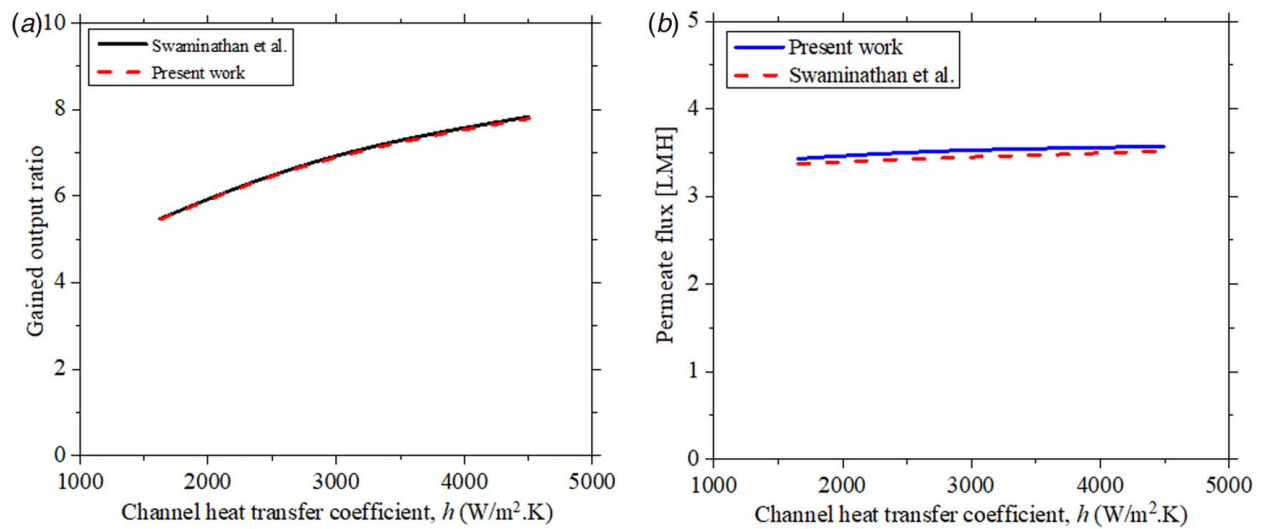 (a)
10
8
6
4
2
0
Gained output ratio
Swaminathan et al.
Present work
1000 2000 3000 4000 5000
Channel heat transfer coefficient, h (W/m².K)
(b)
5
4
3
2
1
0
Permeate flux [LMH]
Present work
Swaminathan et al.
1000 2000 3000 4000 5000
Channel heat transfer coefficient, h (W/m².K)